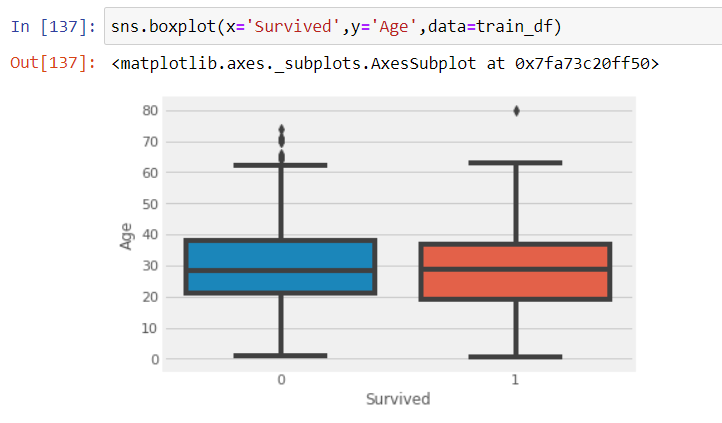 In [137]: sns.boxplot(x='Survived',y='Age',data=train_df)
Out[137]: <matplotlib.axes._subplots.AxesSubplot at 0x7fa73c20ff50>
80
70
60
50
40
30
20
10
0
Age
0 1
Survived